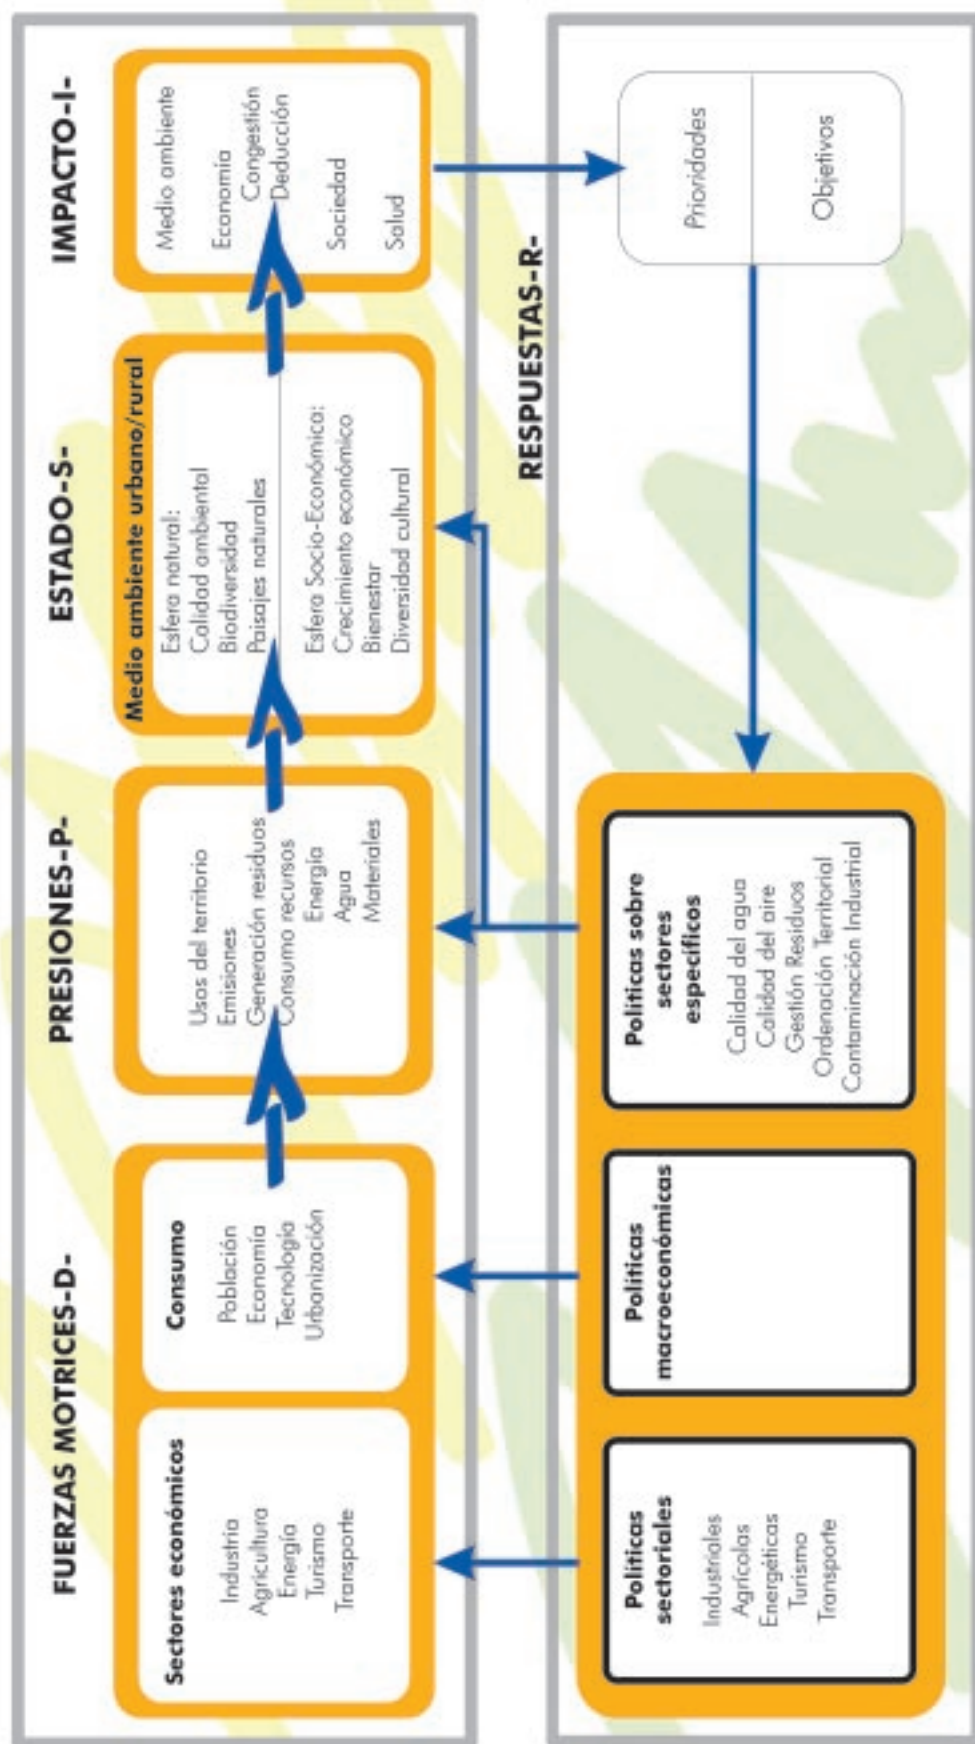 FUERZAS MOTRICES-D-
Sectores económicos
Industria
Agricultura
Energía
Turismo
Transporte
Consumo
Población
Economía
Tecnología
Urbanización
PRESIONES-P-
Usos del territorio
Emisiones
Generación residuos
Consumo recursos
Energía
Agua
Materiales
ESTADO-S-
Medio ambiente urbano/rural
Esfera natural:
Calidad ambiental
Biodiversidad
Paisajes naturales
Esfera Socio-Económica:
Crecimiento económico
Bienestar
Diversidad cultural
IMPACTO-I-
Medio ambiente
Economía
Congestión
Deducción
Sociedad
Salud
RESPUESTAS-R-
Políticas
sectoriales
Industriales
Agrícolas
Energéticas
Turismo
Transporte
Políticas
macroeconómicas
Políticas sobre
sectores
específicos
Calidad del agua
Calidad del aire
Gestión Residuos
Ordenación Territorial
Contaminación Industrial
Prioridades
Objetivos